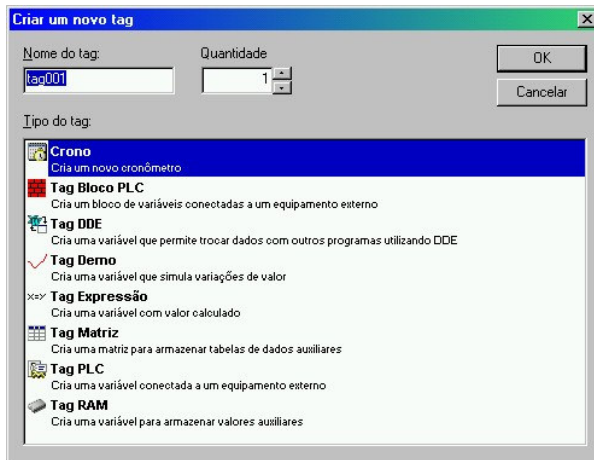 Criar um novo tag
Nome do tag:
Quantidade
tag001
1
OK
Cancelar
Tipo do tag:
Crono
Cria um novo cronômetro
Tag Bloco PLC
Cria um bloco de variáveis conectadas a um equipamento externo
Tag DDE
Cria uma variável que permite trocar dados com outros programas utilizando DDE
Tag Demo
Cria uma variável que simula variações de valor
X=Y Tag Expressão
Cria uma variável com valor calculado
Tag Matriz
Cria uma matriz para armazenar tabelas de dados auxiliares
Tag PLC
Cria uma variável conectada a um equipamento externo
Tag RAM
Cria uma variável para armazenar valores auxiliares